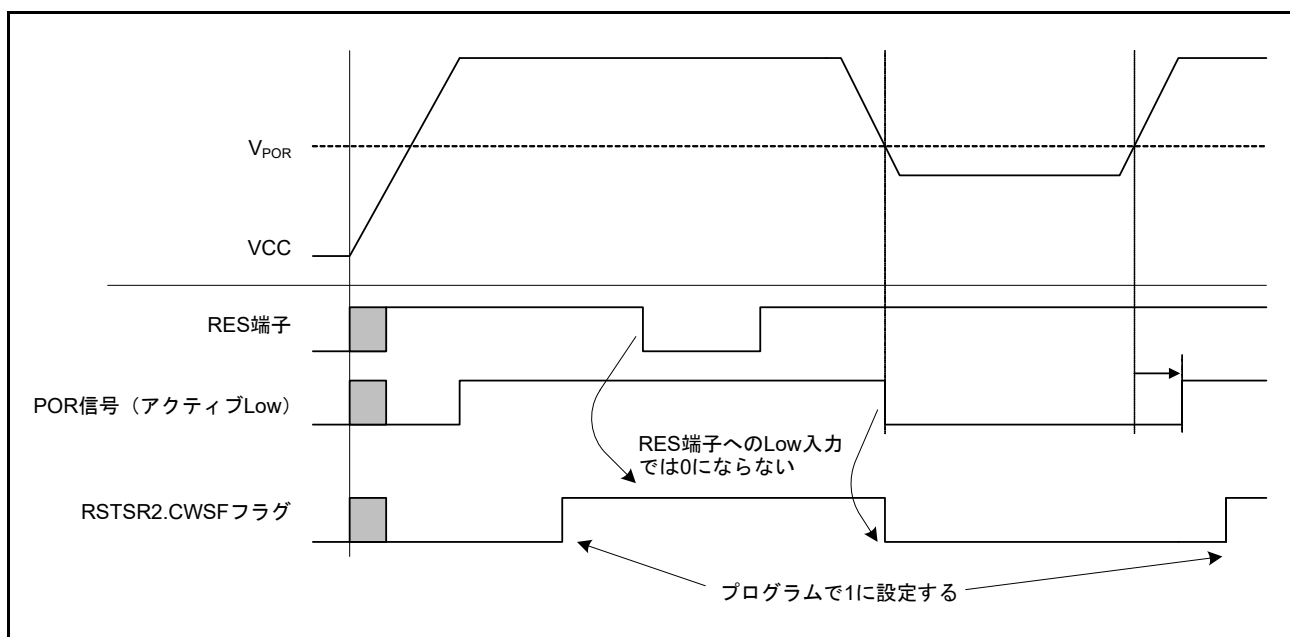 VPOR
VCC
RES端子
POR信号（アクティブLow）
RES端子へのLow入力
では0にならない
RSTSR2.CWSFフラグ
プログラムで1に設定する